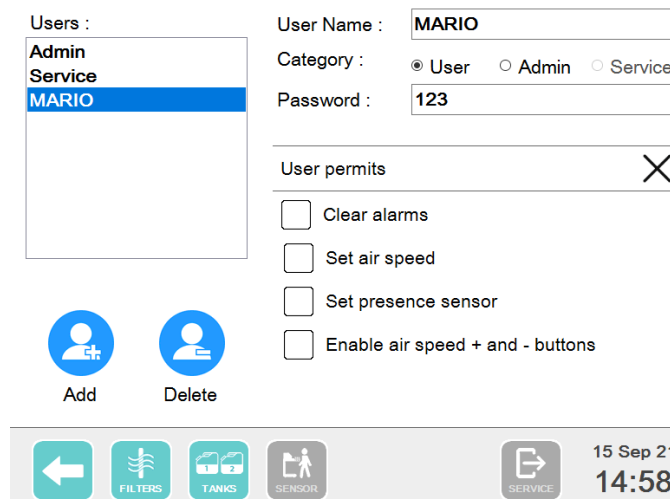 Users :
Admin
Service
MARIO
User Name :
MARIO
Category :
User
Admin
Service
Password :
123
User permits
Clear alarms
Set air speed
Set presence sensor
Enable air speed + and - buttons
Add
Delete
FILTERS
1 2
TANKS
SENSOR
SERVICE
15 Sep 21
14:58